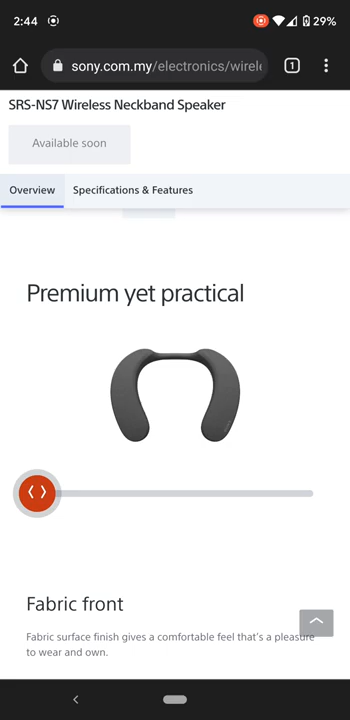 2:44
29%
sony.com.my/electronics/wirele
1
SRS-NS7 Wireless Neckband Speaker
Available soon
Overview
Specifications & Features
Premium yet practical
Fabric front
Fabric surface finish gives a comfortable feel that's a pleasure
to wear and own.